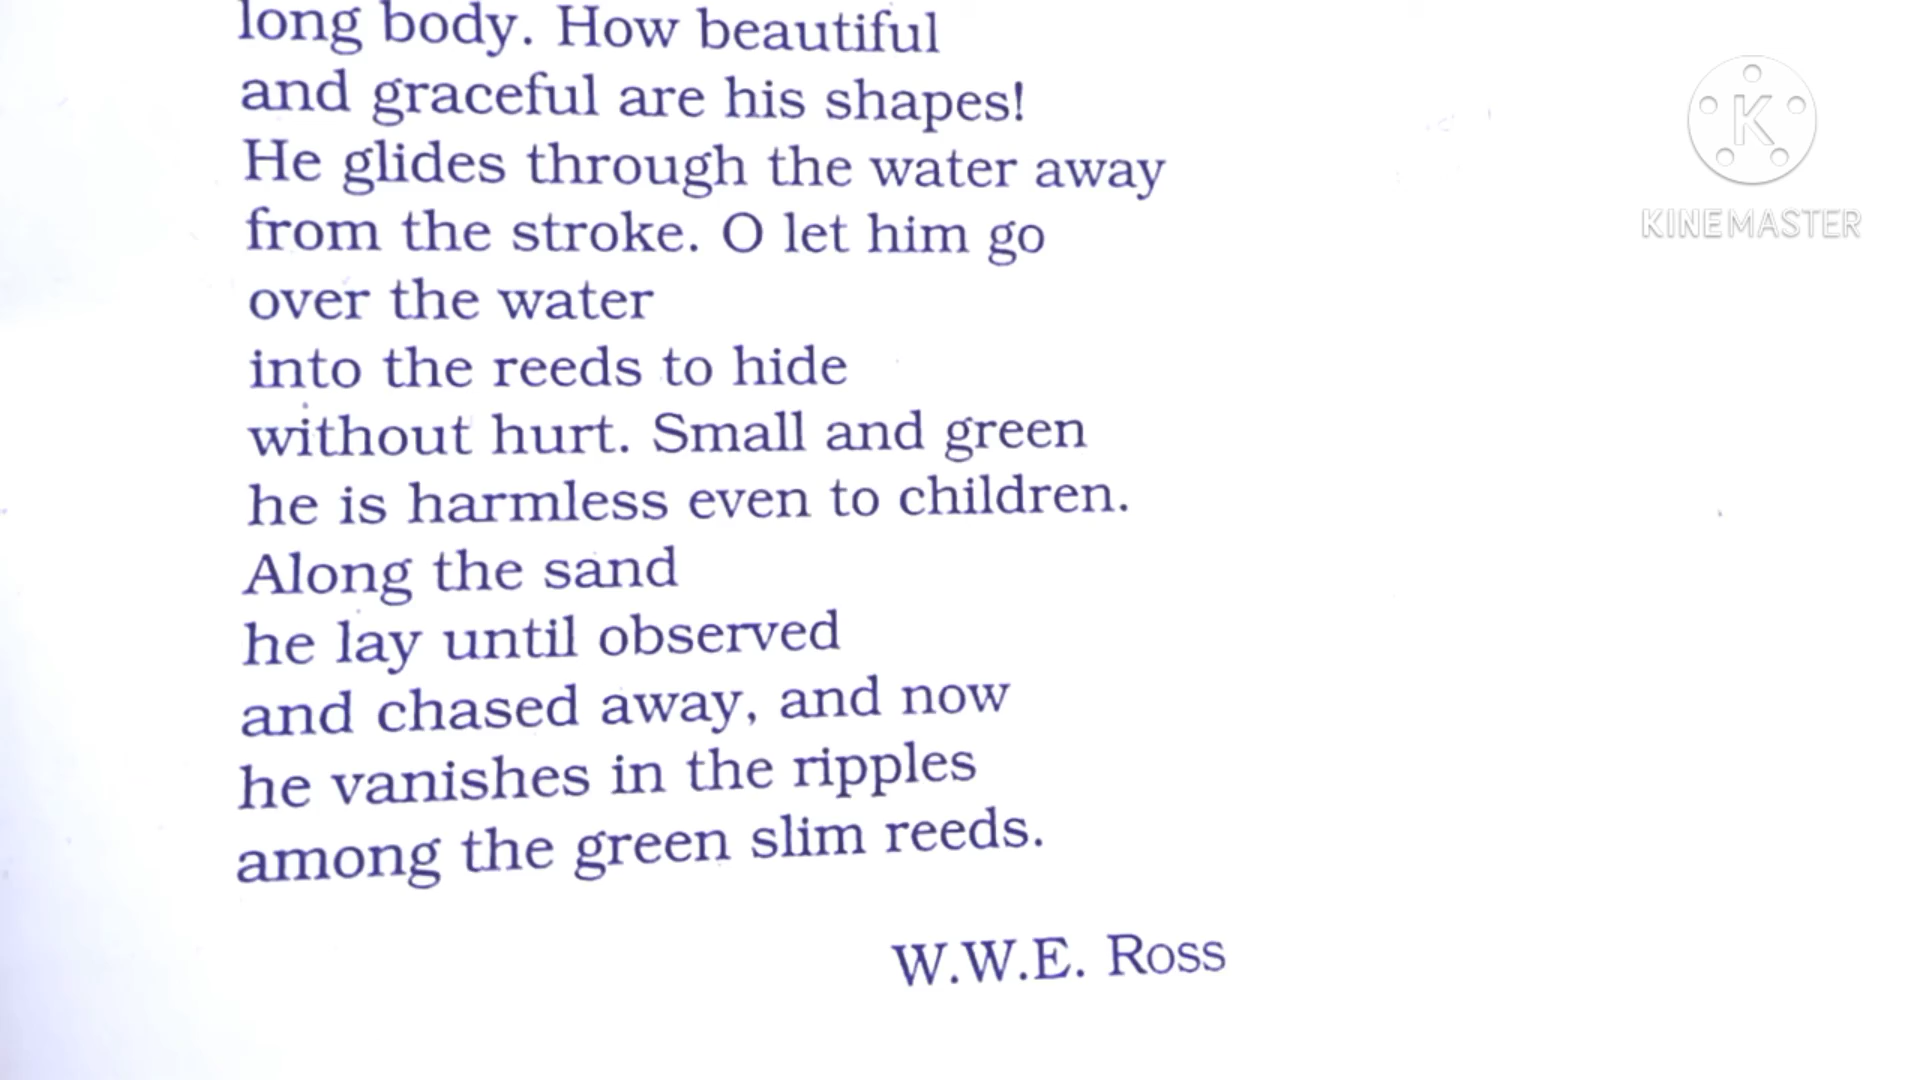 long body. How beautiful
and graceful are his shapes!
He glides through the water away
from the stroke. O let him go
over the water
into the reeds to hide
without hurt. Small and green
he is harmless even to children.
Along the sand
he lay until observed
and chased away, and now
he vanishes in the ripples
among the green slim reeds.
W.W.E. Ross
K
KINEMASTER